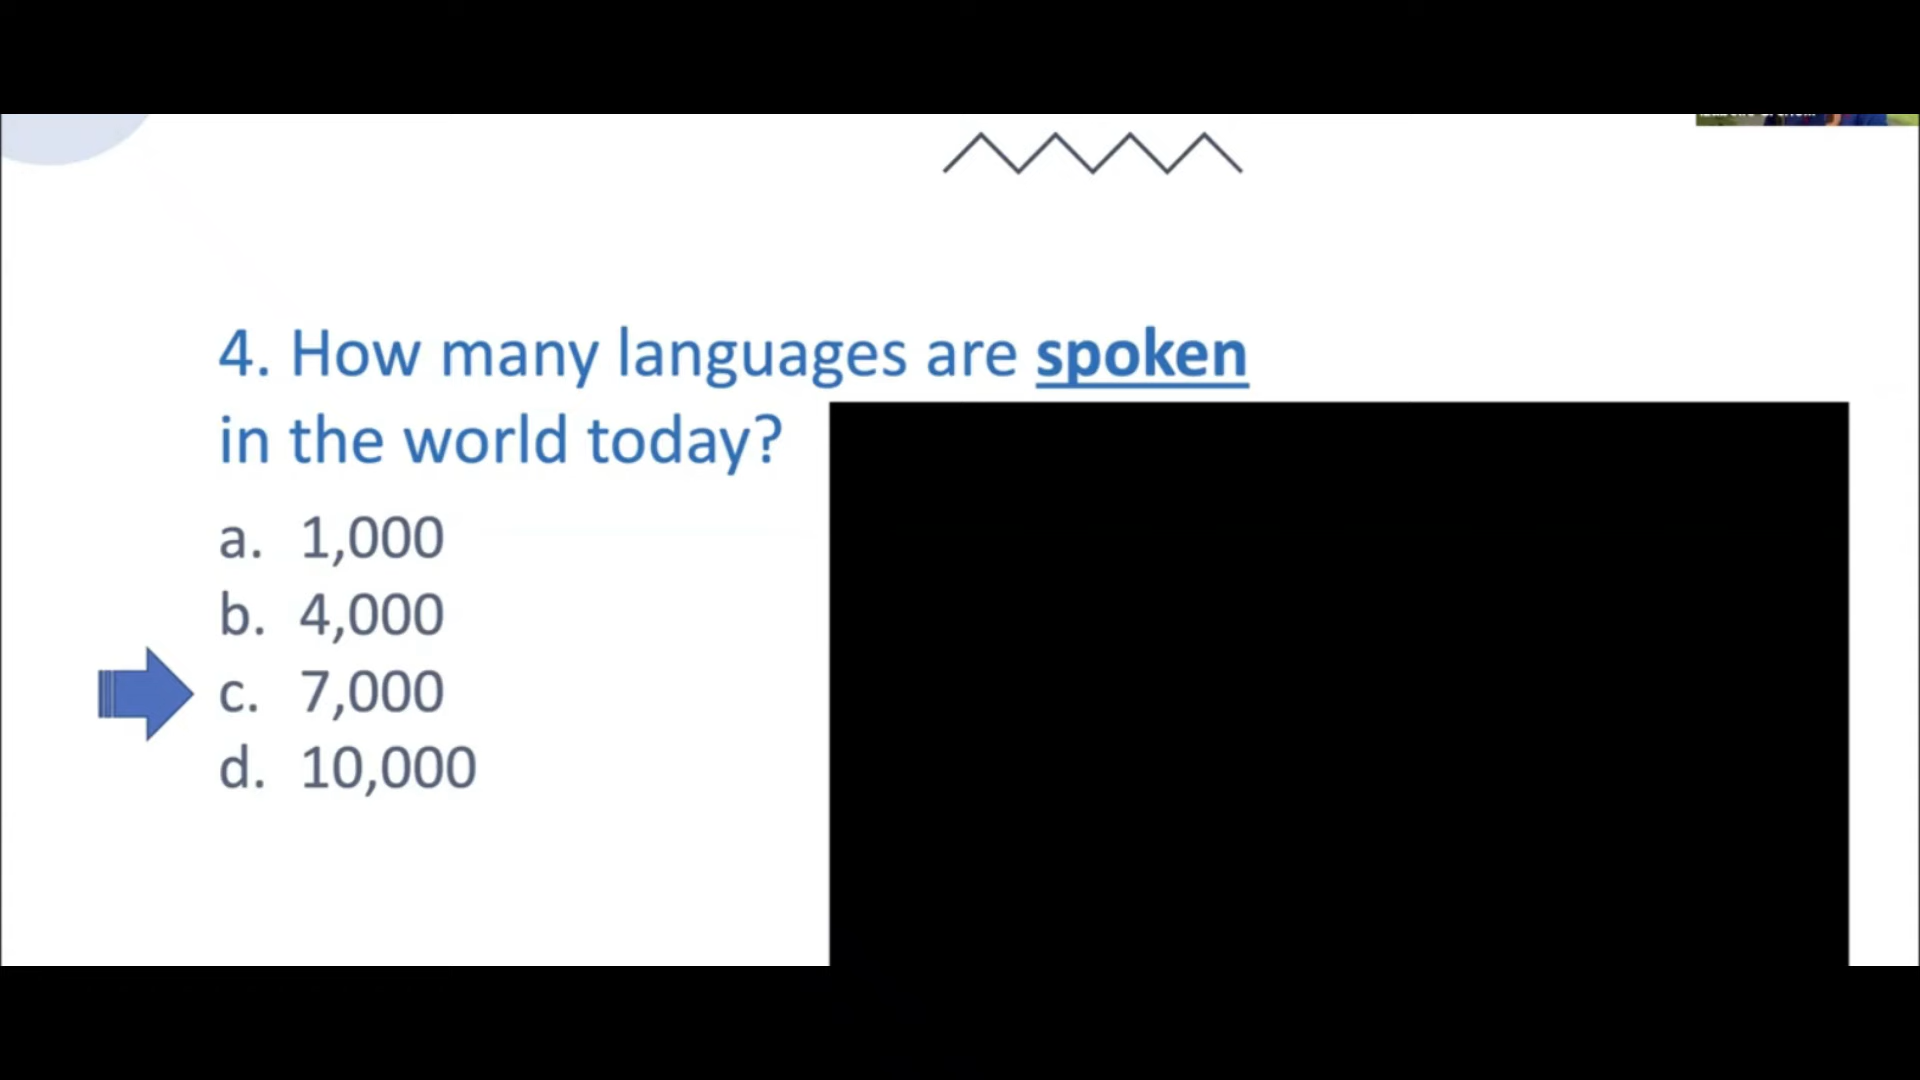 4. How many languages are spoken
in the world today?
a. 1,000
b. 4,000
c. 7,000
d. 10,000